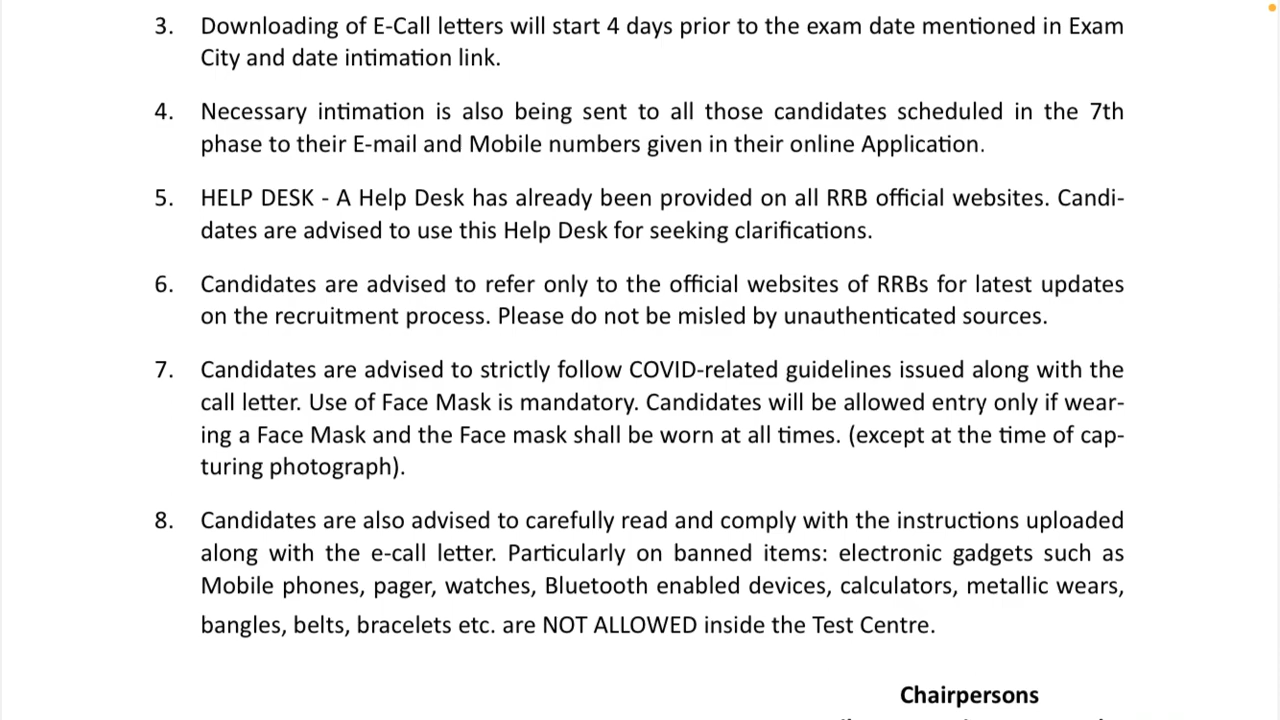 3. Downloading of E-Call letters will start 4 days prior to the exam date mentioned in Exam
City and date intimation link.
4. Necessary intimation is also being sent to all those candidates scheduled in the 7th
phase to their E-mail and Mobile numbers given in their online Application.
5. HELP DESK - A Help Desk has already been provided on all RRB official websites. Candi-
dates are advised to use this Help Desk for seeking clarifications.
6. Candidates are advised to refer only to the official websites of RRBs for latest updates
on the recruitment process. Please do not be misled by unauthenticated sources.
7. Candidates are advised to strictly follow COVID-related guidelines issued along with the
call letter. Use of Face Mask is mandatory. Candidates will be allowed entry only if wear-
ing a Face Mask and the Face mask shall be worn at all times. (except at the time of cap-
turing photograph).
8. Candidates are also advised to carefully read and comply with the instructions uploaded
along with the e-call letter. Particularly on banned items: electronic gadgets such as
Mobile phones, pager, watches, Bluetooth enabled devices, calculators, metallic wears,
bangles, belts, bracelets etc. are NOT ALLOWED inside the Test Centre.
Chairpersons